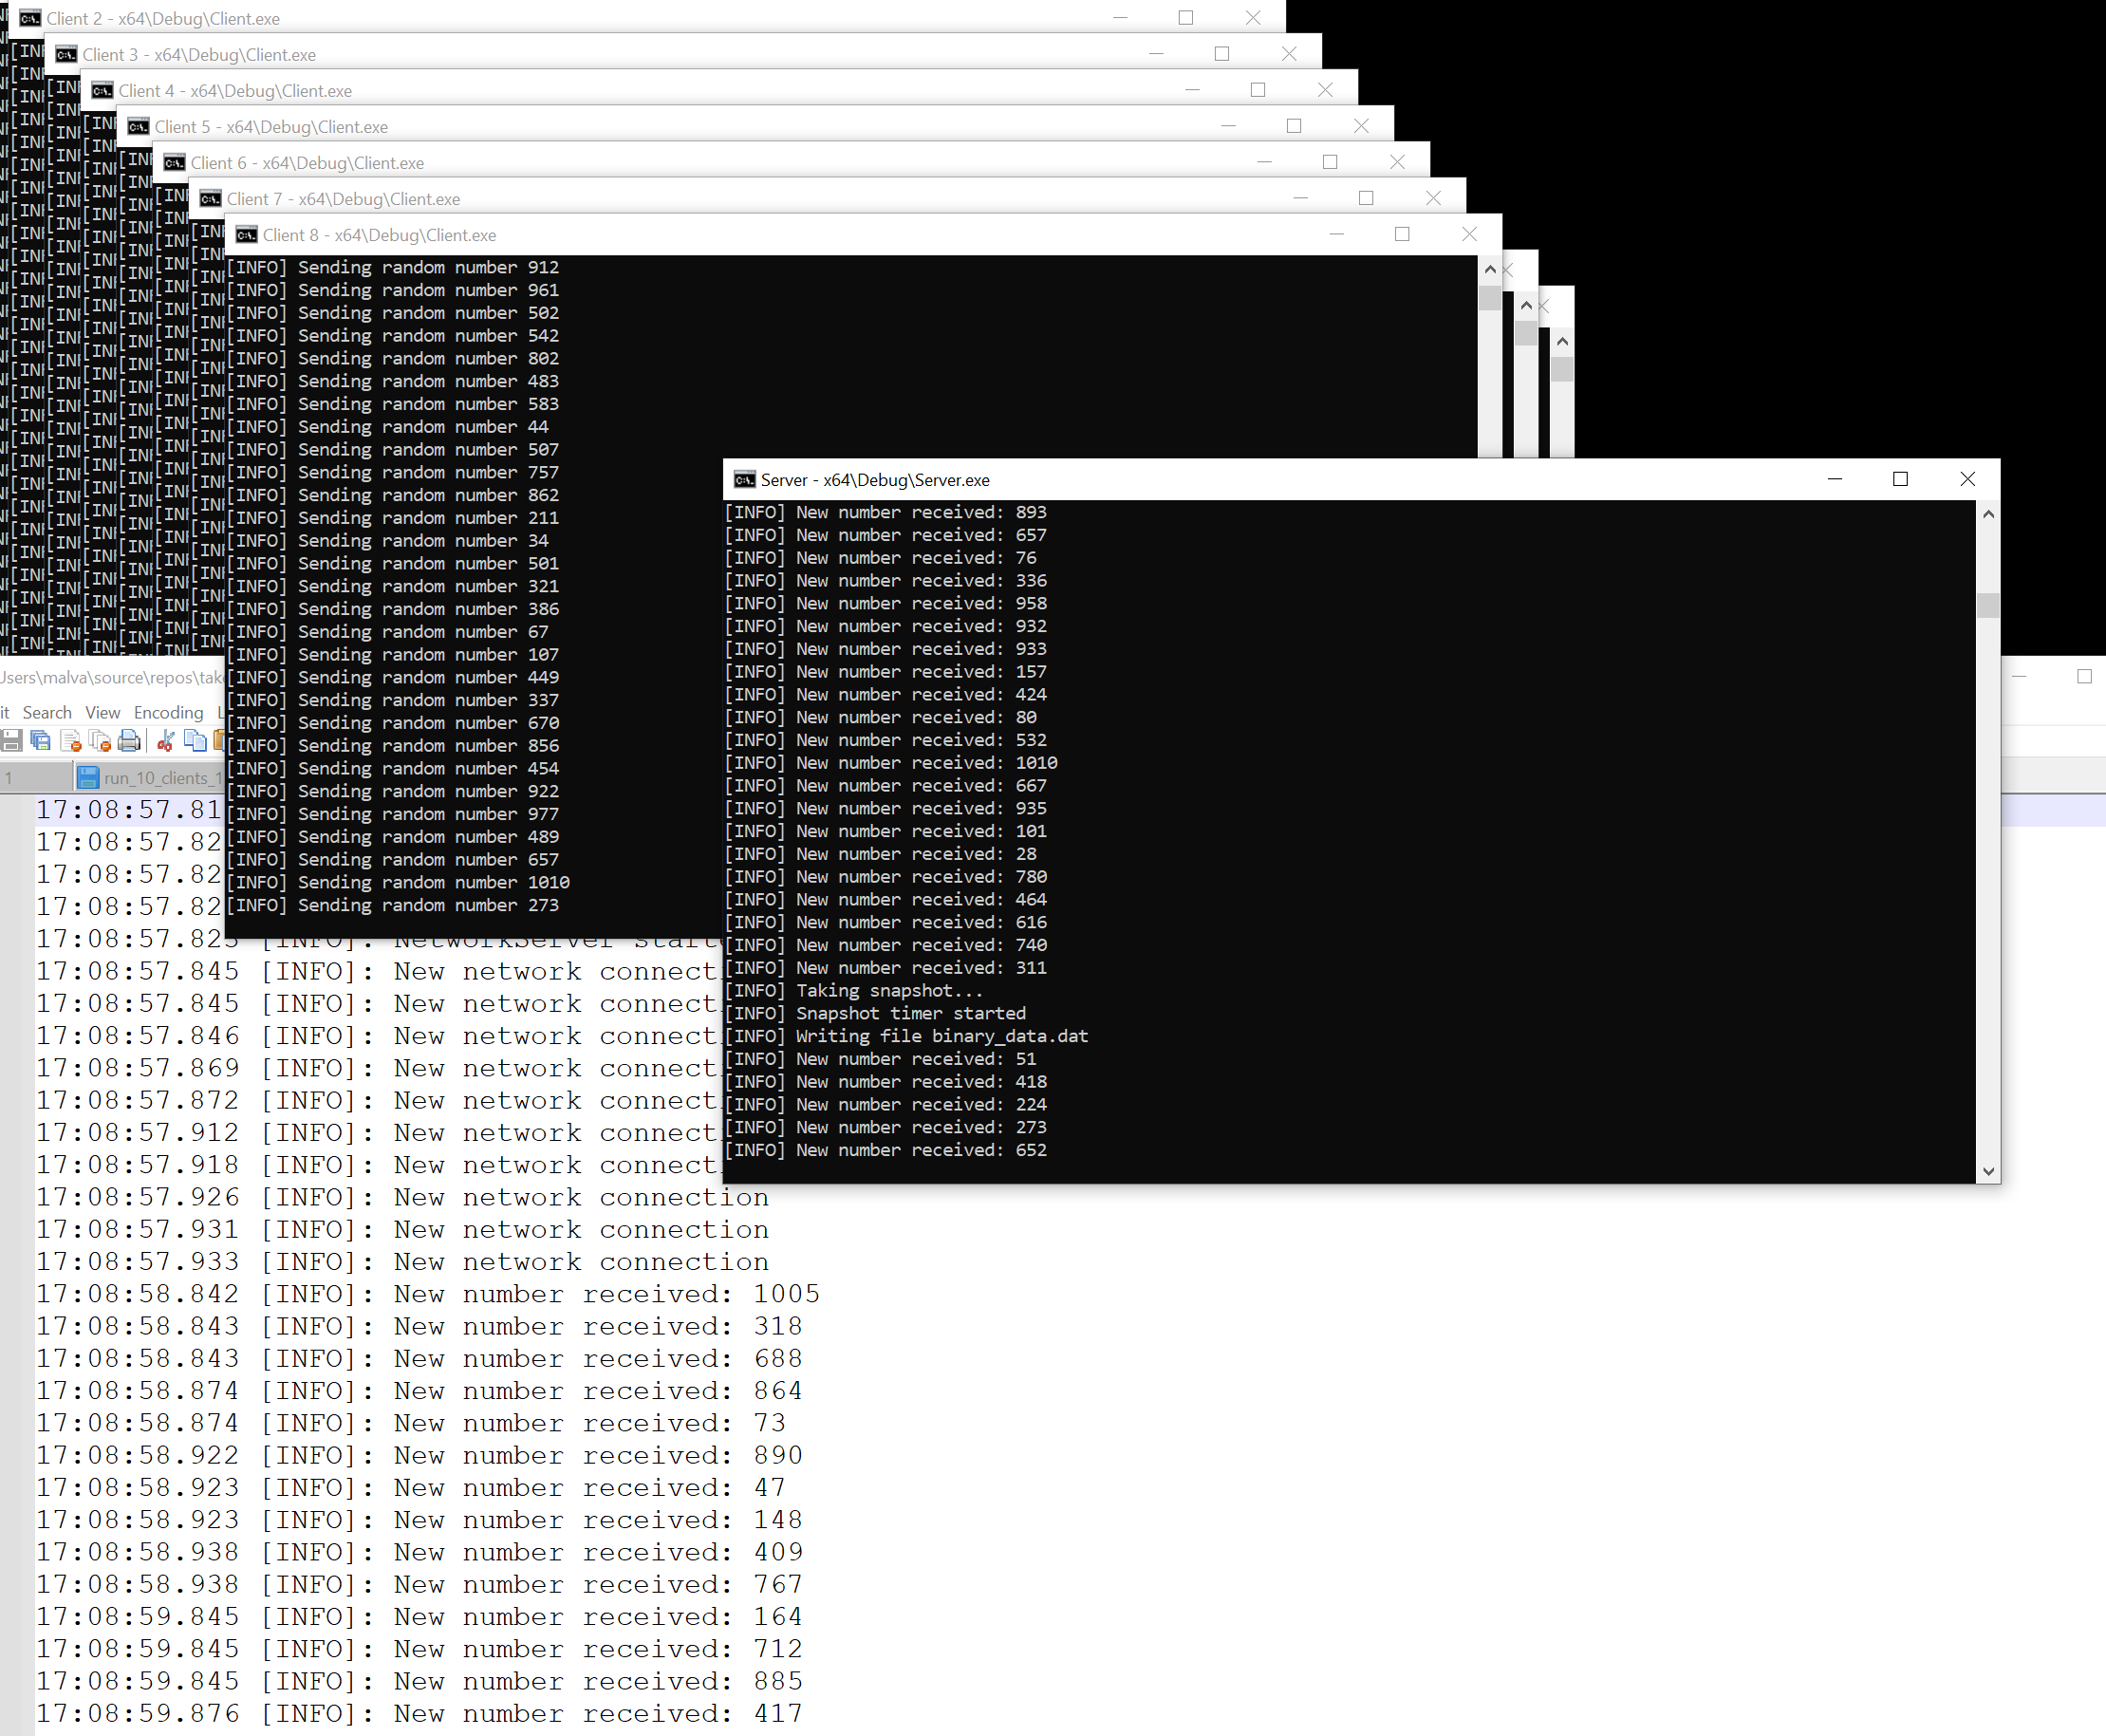 Client 2 - x64\Debug\Client.exe
Client 3 - x64\Debug\Client.exe
Client 4 - x64\Debug\Client.exe
Client 5 - x64\Debug\Client.exe
Client 6 - x64\Debug\Client.exe
Client 7 - x64\Debug\Client.exe
Client 8 - x64\Debug\Client.exe
[INFO] Sending random number 912
[INFO] Sending random number 961
[INFO] Sending random number 502
[INFO] Sending random number 542
[INFO] Sending random number 802
[INFO] Sending random number 483
[INFO] Sending random number 583
[INFO] Sending random number 44
[INFO] Sending random number 507
[INFO] Sending random number 757
[INFO] Sending random number 862
[INFO] Sending random number 211
[INFO] Sending random number 34
[INFO] Sending random number 501
[INFO] Sending random number 321
[INFO] Sending random number 386
[INFO] Sending random number 67
[INFO] Sending random number 107
[INFO] Sending random number 449
[INFO] Sending random number 337
[INFO] Sending random number 670
[INFO] Sending random number 856
[INFO] Sending random number 454
[INFO] Sending random number 922
[INFO] Sending random number 977
[INFO] Sending random number 489
[INFO] Sending random number 657
[INFO] Sending random number 1010
[INFO] Sending random number 273
Server - x64\Debug\Server.exe
[INFO] New number received: 893
[INFO] New number received: 657
[INFO] New number received: 76
[INFO] New number received: 336
[INFO] New number received: 958
[INFO] New number received: 932
[INFO] New number received: 933
[INFO] New number received: 157
[INFO] New number received: 424
[INFO] New number received: 80
[INFO] New number received: 532
[INFO] New number received: 1010
[INFO] New number received: 667
[INFO] New number received: 935
[INFO] New number received: 101
[INFO] New number received: 28
[INFO] New number received: 780
[INFO] New number received: 464
[INFO] New number received: 616
[INFO] New number received: 740
[INFO] New number received: 311
[INFO] Taking snapshot...
[INFO] Snapshot timer started
[INFO] Writing file binary_data.dat
[INFO] New number received: 51
[INFO] New number received: 418
[INFO] New number received: 224
[INFO] New number received: 273
[INFO] New number received: 652
Users\malva\source\repos\take
it Search View Encoding L
1 run_10_clients_1
17:08:57.81
17:08:57.82
17:08:57.82
17:08:57.82
17:08:57.825 [INFO]: NetworkServer starte
17:08:57.845 [INFO]: New network connecti
17:08:57.845 [INFO]: New network connecti
17:08:57.846 [INFO]: New network connecti
17:08:57.869 [INFO]: New network connecti
17:08:57.872 [INFO]: New network connecti
17:08:57.912 [INFO]: New network connecti
17:08:57.918 [INFO]: New network connecti
17:08:57.926 [INFO]: New network connection
17:08:57.931 [INFO]: New network connection
17:08:57.933 [INFO]: New network connection
17:08:58.842 [INFO]: New number received: 1005
17:08:58.843 [INFO]: New number received: 318
17:08:58.843 [INFO]: New number received: 688
17:08:58.874 [INFO]: New number received: 864
17:08:58.874 [INFO]: New number received: 73
17:08:58.922 [INFO]: New number received: 890
17:08:58.923 [INFO]: New number received: 47
17:08:58.923 [INFO]: New number received: 148
17:08:58.938 [INFO]: New number received: 409
17:08:58.938 [INFO]: New number received: 767
17:08:59.845 [INFO]: New number received: 164
17:08:59.845 [INFO]: New number received: 712
17:08:59.845 [INFO]: New number received: 885
17:08:59.876 [INFO]: New number received: 417